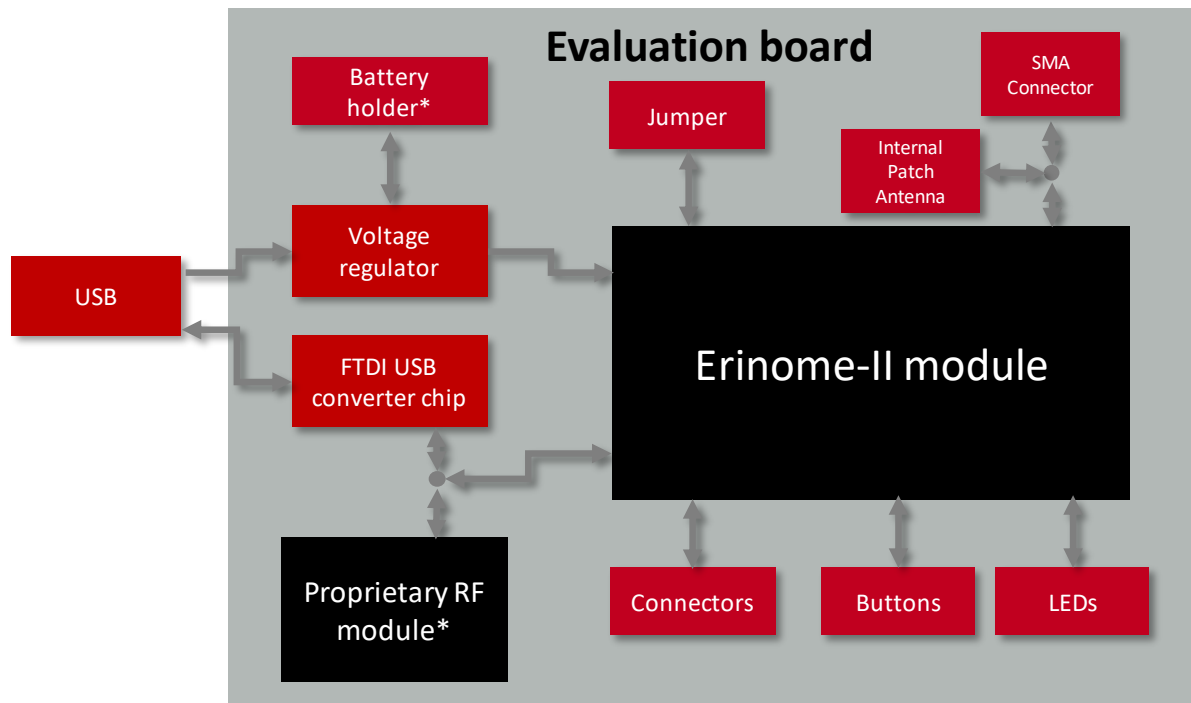 Evaluation board
Battery
holder*
Jumper
SMA
Connector
Internal
Patch
Antenna
Voltage
regulator
USB
FTDI USB
converter chip
Erinome-II module
Proprietary RF
module*
Connectors
Buttons
LEDs